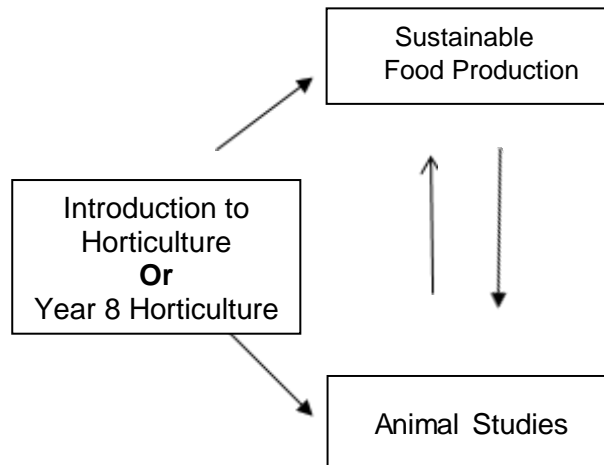 Sustainable
Food Production
Introduction to
Horticulture
Or
Year 8 Horticulture
Animal Studies